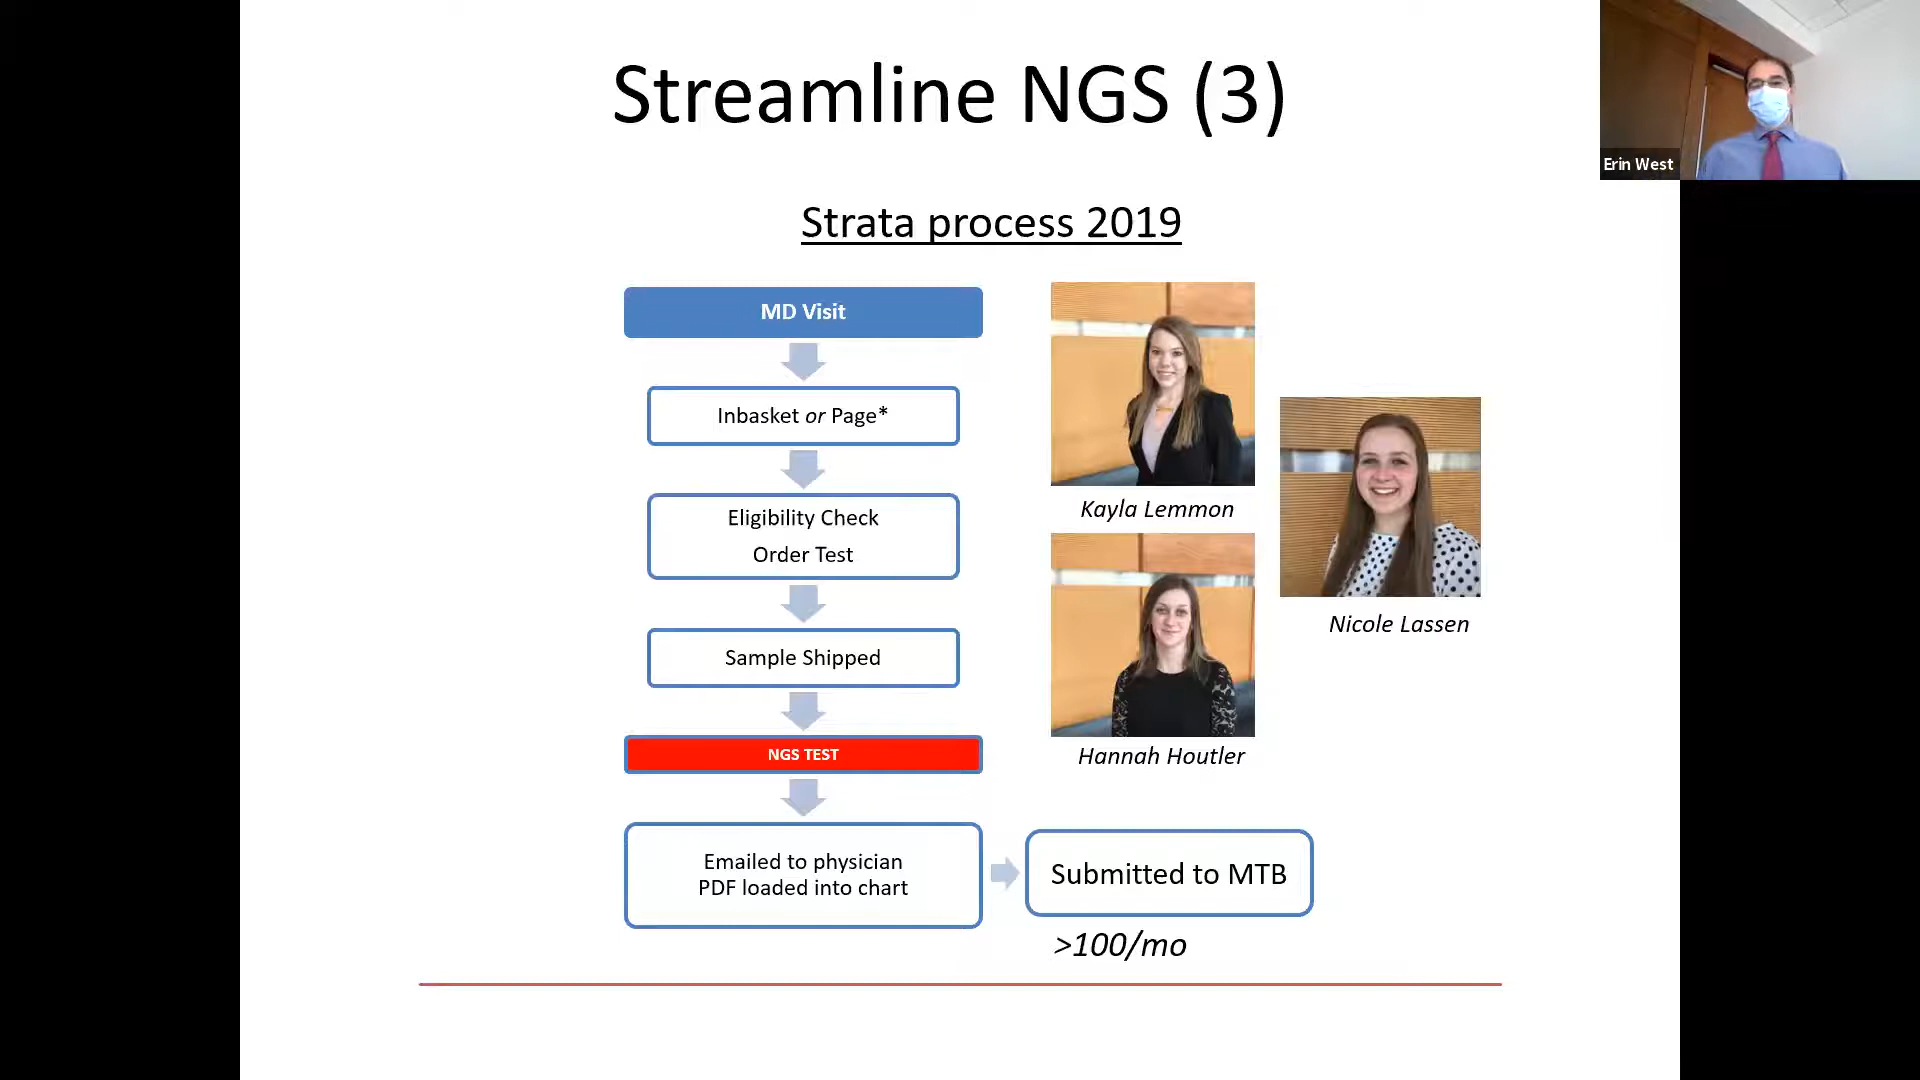 Streamline NGS (3)
Erin West
Strata process 2019
MD Visit
Inbasket or Page*
Eligibility Check
Order Test
Sample Shipped
NGS TEST
Emailed to physician
PDF loaded into chart
Submitted to MTB
>100/mo
Kayla Lemmon
Nicole Lassen
Hannah Houtler